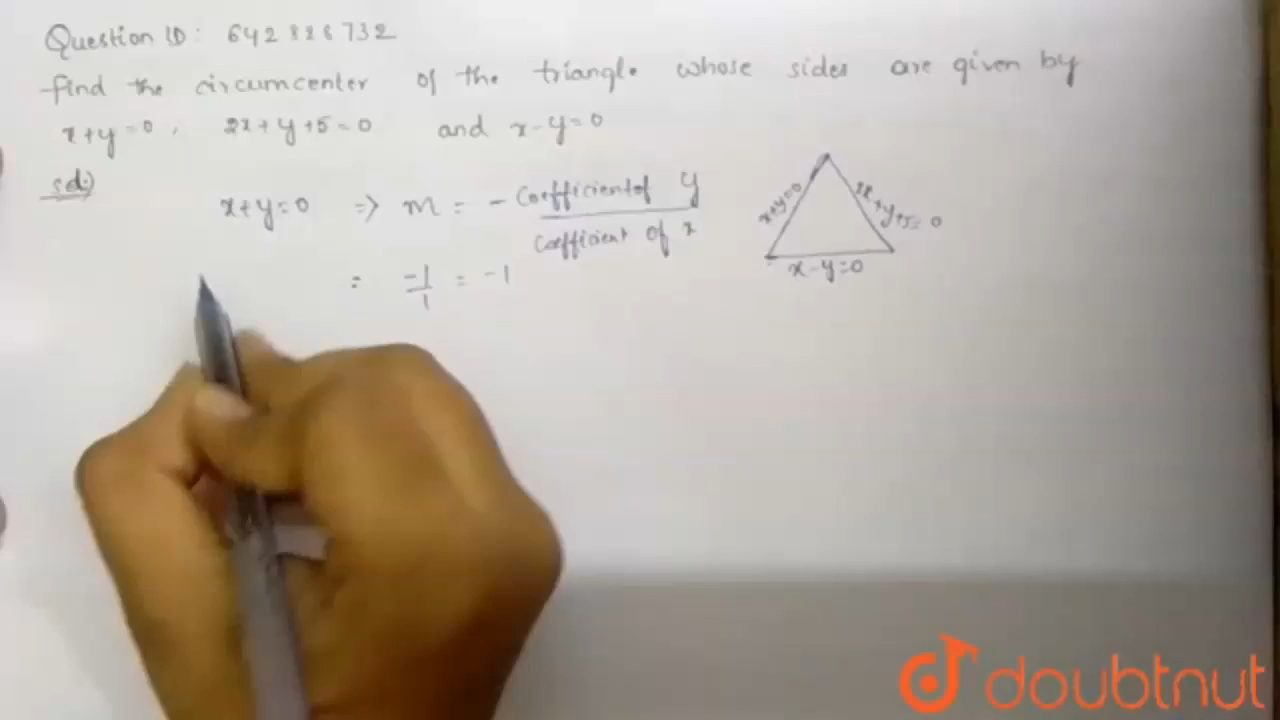 Question ID: 642828732
find the circumcenter of the triangle whose sides are given by
x+y=0, 2x+y+5=0 and x-y=0
sol:)
x+y=0 => m = - Coefficient of y / Coefficient of x
= -1/1 = -1
x+y=0
2x+y+5=0
x-y=0
doubtnut